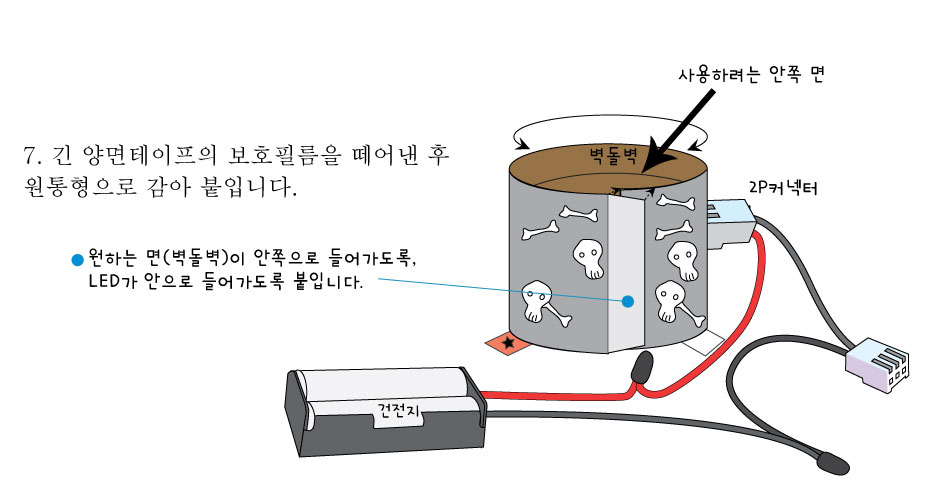 사용하려는 안쪽 면
7. 긴 양면테이프의 보호필름을 떼어낸 후
원통형으로 감아 붙입니다.
벽돌벽
2P커넥터
원하는 면(벽돌벽)이 안쪽으로 들어가도록,
LED가 안으로 들어가도록 붙입니다.
건전지